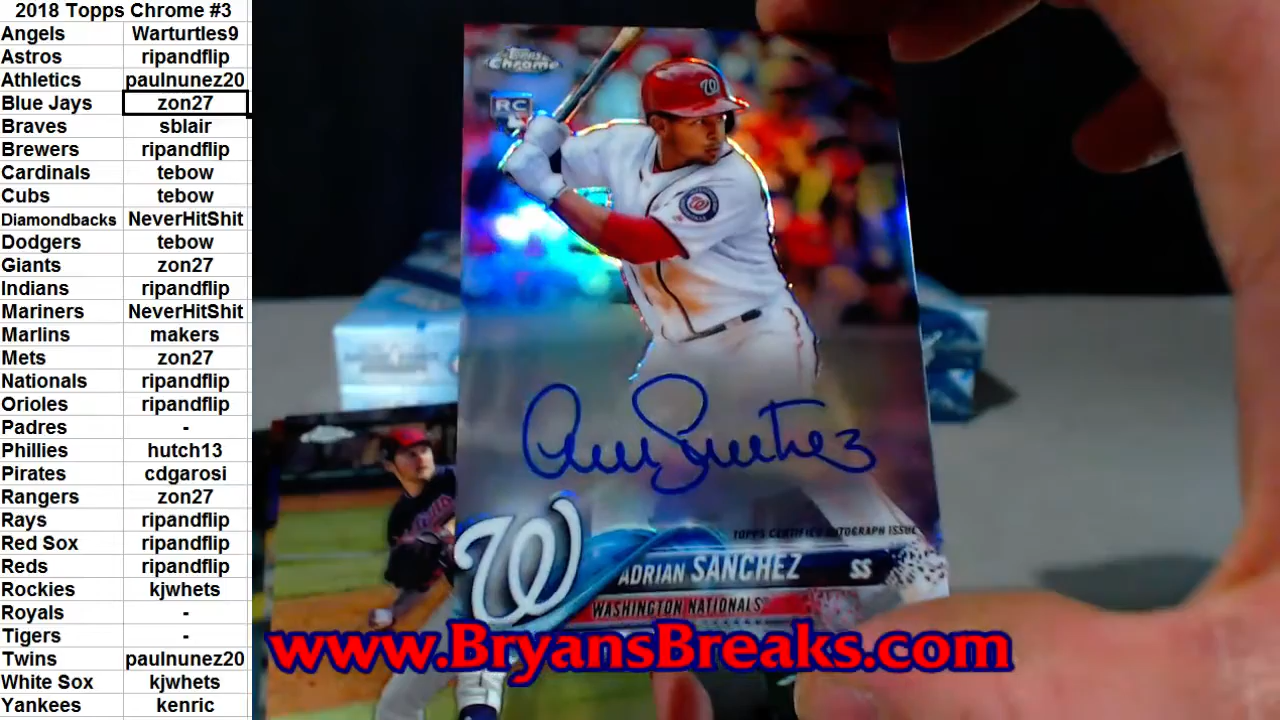 2018 Topps Chrome #3
Angels Warturtles9
Astros ripandflip
Athletics paulnunez20
Blue Jays zon27
Braves sblair
Brewers ripandflip
Cardinals tebow
Cubs tebow
Diamondbacks NeverHitShit
Dodgers tebow
Giants zon27
Indians ripandflip
Mariners NeverHitShit
Marlins makers
Mets zon27
Nationals ripandflip
Orioles ripandflip
Padres -
Phillies hutch13
Pirates cdgarosi
Rangers zon27
Rays ripandflip
Red Sox ripandflip
Reds ripandflip
Rockies kjwhets
Royals -
Tigers -
Twins paulnunez20
White Sox kjwhets
Yankees kenric
Topps
Chrome
RC
W
W
TOPPS CERTIFIED AUTOGRAPH ISSUE
W
ADRIAN SANCHEZ SS
WASHINGTON NATIONALS
www.BryansBreaks.com